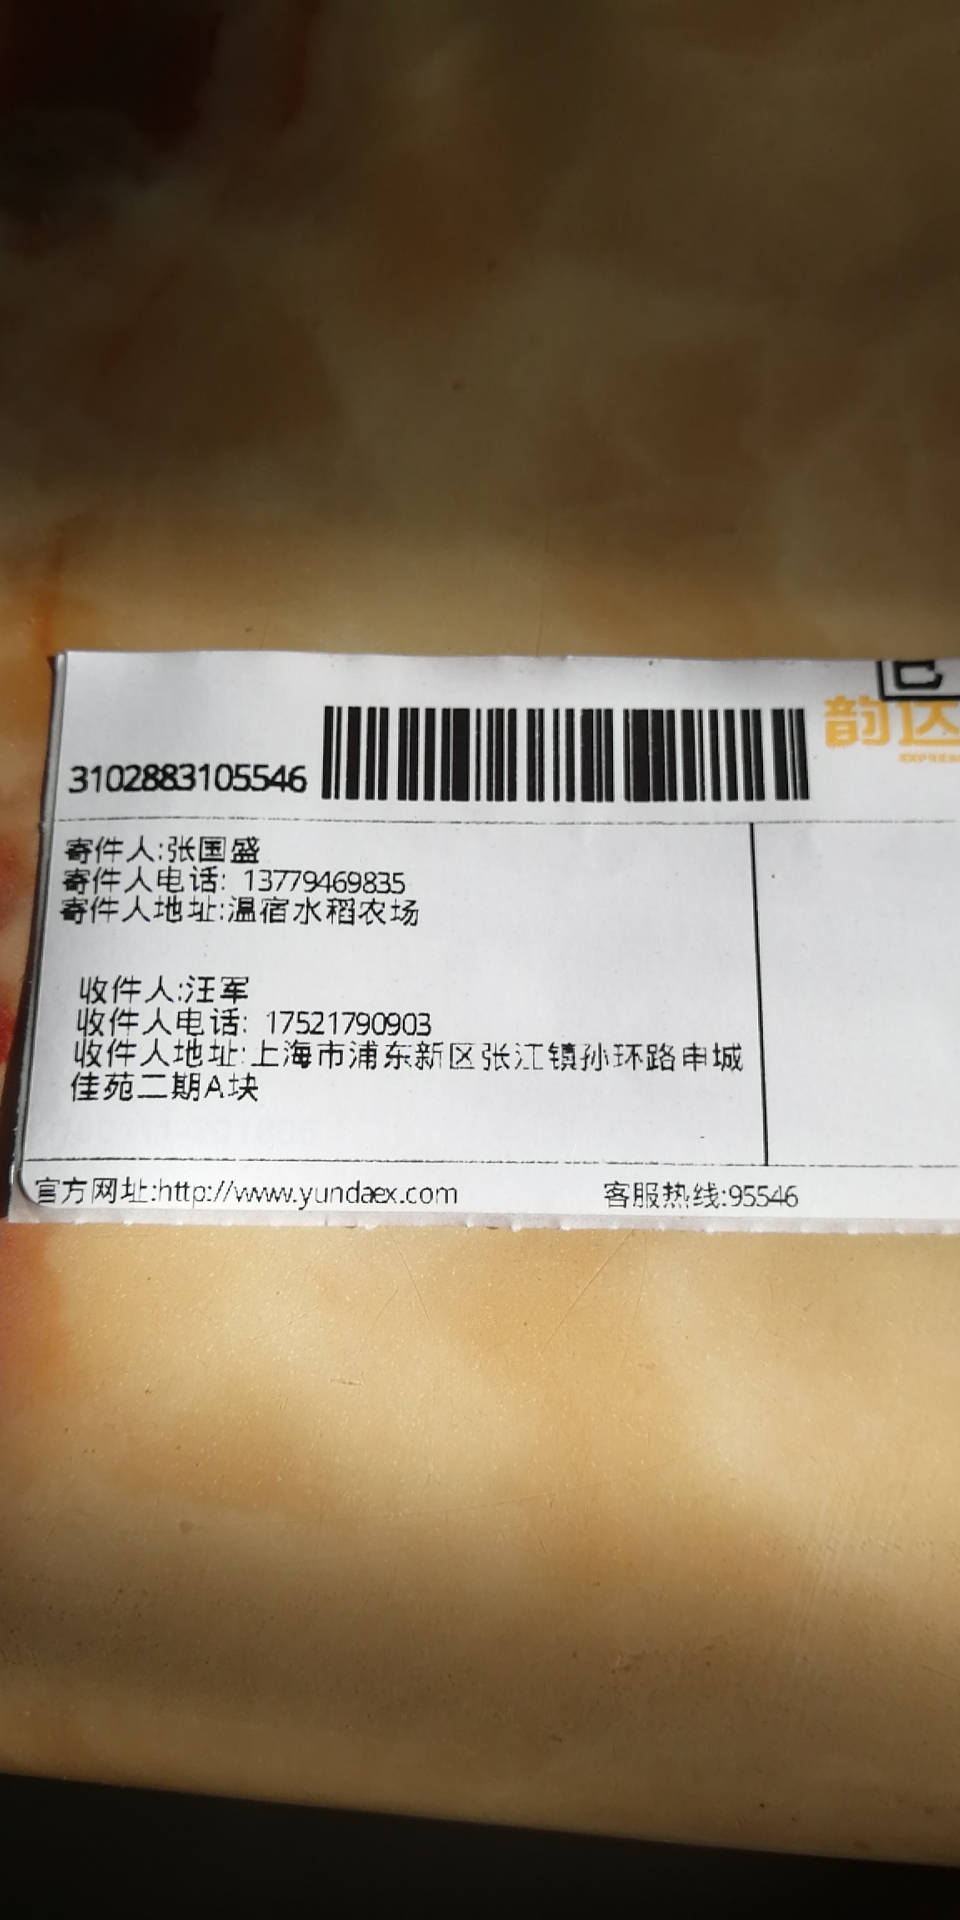 韵达
EXPRESS
3102883105546
寄件人:张国盛
寄件人电话: 13779469835
寄件人地址:温宿水稻农场
收件人:汪军
收件人电话: 17521790903
收件人地址:上海市浦东新区张江镇孙环路申城
佳苑二期A块
官方网址:http://www.yundaex.com
客服热线:95546